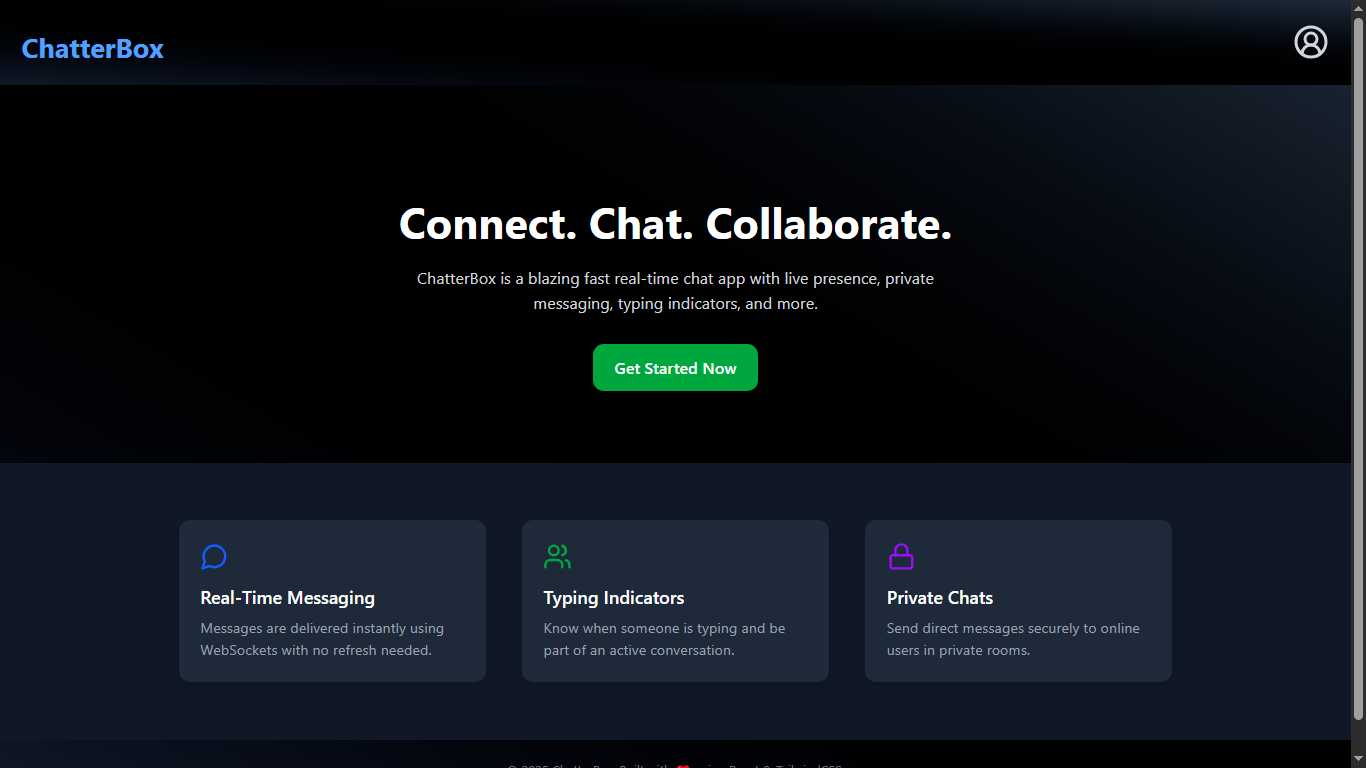 ChatterBox
Connect. Chat. Collaborate.
ChatterBox is a blazing fast real-time chat app with live presence, private
messaging, typing indicators, and more.
Get Started Now
Real-Time Messaging
Messages are delivered instantly using
WebSockets with no refresh needed.
Typing Indicators
Know when someone is typing and be
part of an active conversation.
Private Chats
Send direct messages securely to online
users in private rooms.